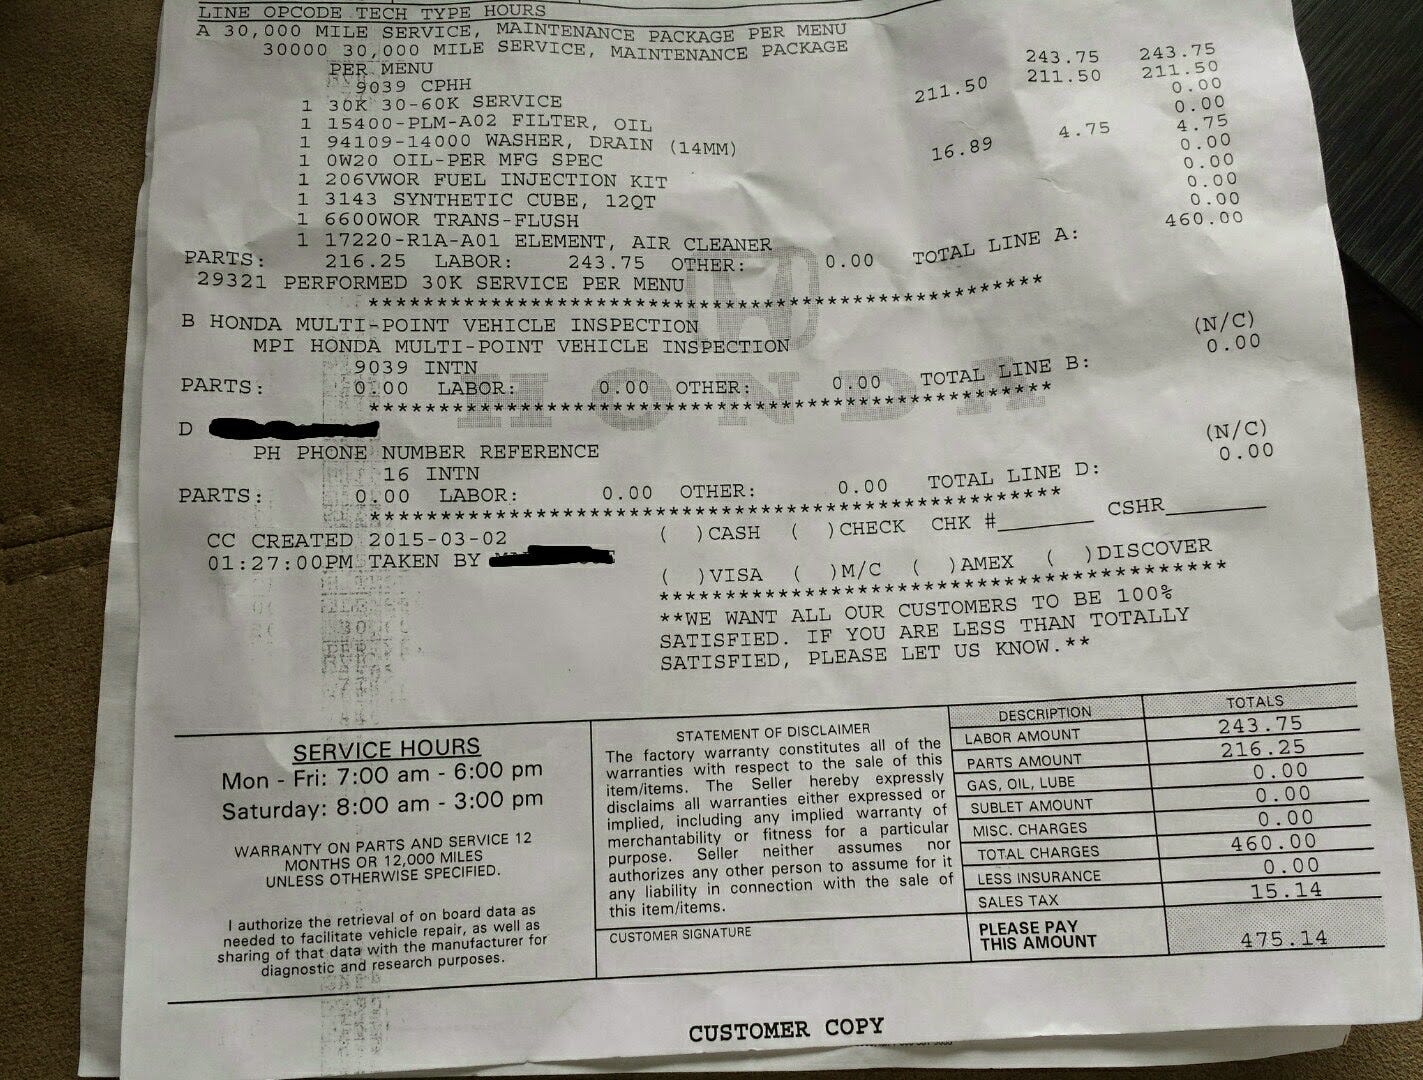 LINE OPCODE TECH TYPE HOURS
A 30,000 MILE SERVICE, MAINTENANCE PACKAGE PER MENU
30000 30,000 MILE SERVICE, MAINTENANCE PACKAGE
PER MENU
9039 CPHH 243.75 243.75
1 30K 30-60K SERVICE 211.50 211.50 211.50
1 15400-PLM-A02 FILTER, OIL 0.00
1 94109-14000 WASHER, DRAIN (14MM) 0.00
1 0W20 OIL-PER MFG SPEC 16.89 4.75 4.75
1 206VWOR FUEL INJECTION KIT 0.00
1 3143 SYNTHETIC CUBE, 12QT 0.00
1 6600WOR TRANS-FLUSH 0.00
1 17220-R1A-A01 ELEMENT, AIR CLEANER 0.00
PARTS: 216.25 LABOR: 243.75 OTHER: 0.00 TOTAL LINE A: 460.00
29321 PERFORMED 30K SERVICE PER MENU
****************************************************
B HONDA MULTI-POINT VEHICLE INSPECTION
MPI HONDA MULTI-POINT VEHICLE INSPECTION
9039 INTN (N/C)
PARTS: 0.00 LABOR: 0.00 OTHER: 0.00 TOTAL LINE B: 0.00
****************************************************
HONDA
D
PH PHONE NUMBER REFERENCE
16 INTN (N/C)
PARTS: 0.00 LABOR: 0.00 OTHER: 0.00 TOTAL LINE D: 0.00
****************************************************
CC CREATED 2015-03-02
01:27:00PM TAKEN BY
( )CASH ( )CHECK CHK #________ CSHR________
( )VISA ( )M/C ( )AMEX ( )DISCOVER
******************************************
**WE WANT ALL OUR CUSTOMERS TO BE 100%
SATISFIED. IF YOU ARE LESS THAN TOTALLY
SATISFIED, PLEASE LET US KNOW.**
SERVICE HOURS
Mon - Fri: 7:00 am - 6:00 pm
Saturday: 8:00 am - 3:00 pm
WARRANTY ON PARTS AND SERVICE 12
MONTHS OR 12,000 MILES
UNLESS OTHERWISE SPECIFIED.
I authorize the retrieval of on board data as
needed to facilitate vehicle repair, as well as
sharing of that data with the manufacturer for
diagnostic and research purposes.
STATEMENT OF DISCLAIMER
The factory warranty constitutes all of the
warranties with respect to the sale of this
item/items. The Seller hereby expressly
disclaims all warranties either expressed or
implied, including any implied warranty of
merchantability or fitness for a particular
purpose. Seller neither assumes nor
authorizes any other person to assume for it
any liability in connection with the sale of
this item/items.
CUSTOMER SIGNATURE
DESCRIPTION TOTALS
LABOR AMOUNT 243.75
PARTS AMOUNT 216.25
GAS, OIL, LUBE 0.00
SUBLET AMOUNT 0.00
MISC. CHARGES 0.00
TOTAL CHARGES 460.00
LESS INSURANCE 0.00
SALES TAX 15.14
PLEASE PAY
THIS AMOUNT 475.14
CUSTOMER COPY